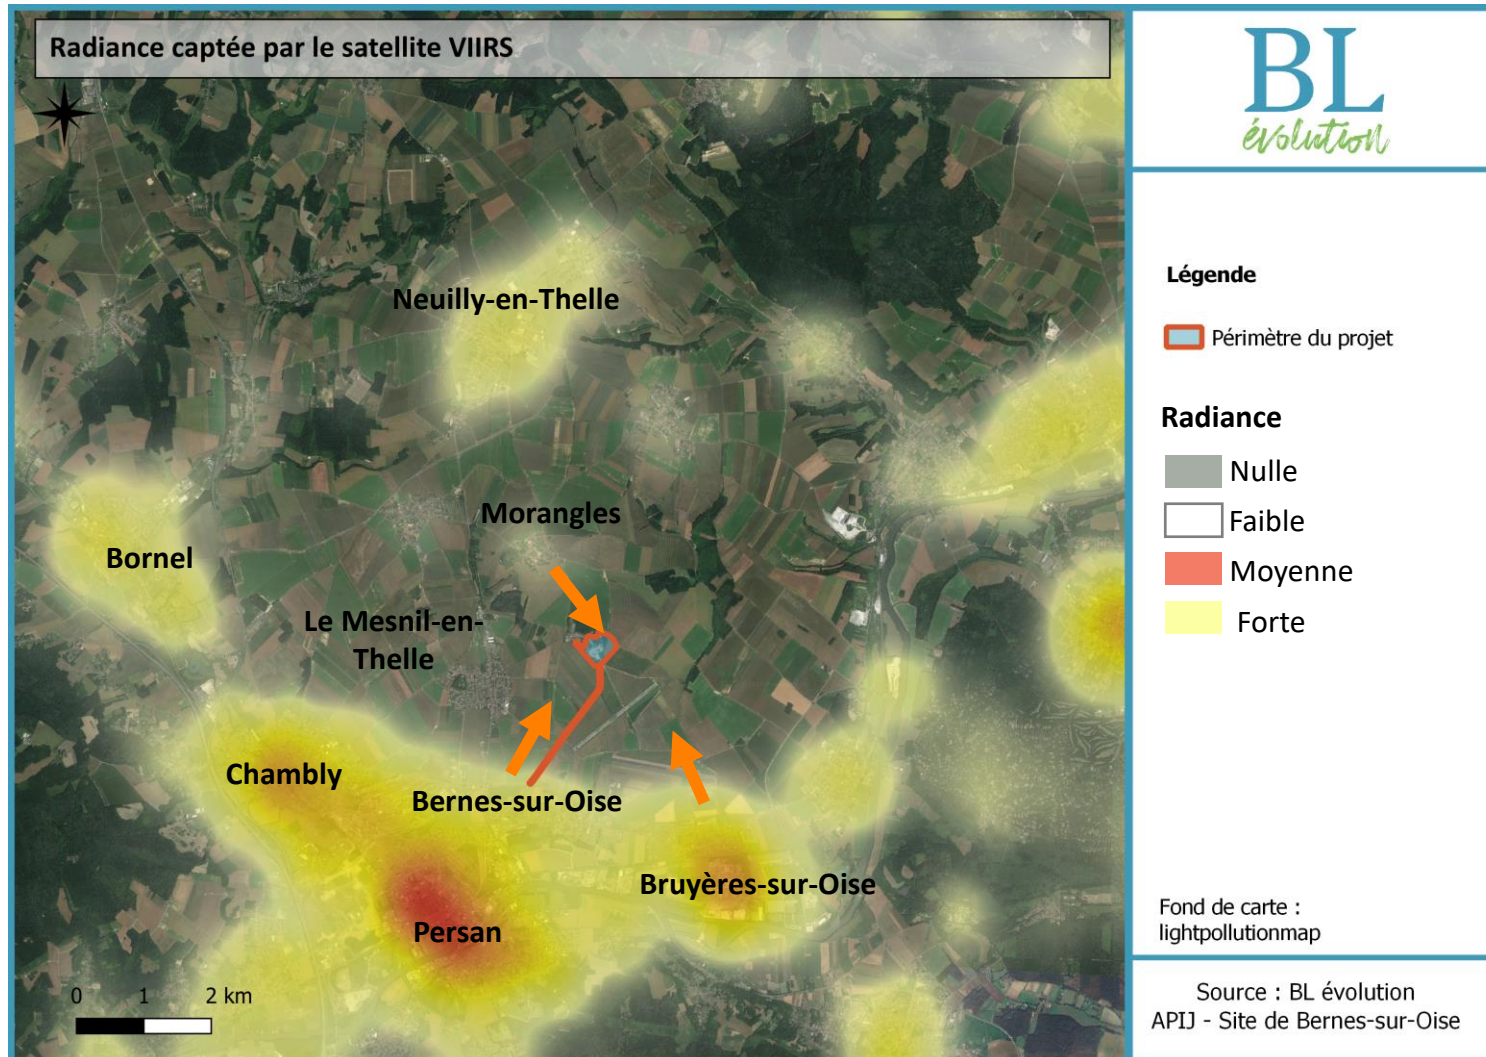 Radiance captée par le satellite VIIRS
Neuilly-en-Thelle
Morangles
Bornel
Le Mesnil-en-
Thelle
Chambly
Bernes-sur-Oise
Bruyères-sur-Oise
Persan
0 1 2 km
BL
évolution
Légende
Périmètre du projet
Radiance
Nulle
Faible
Moyenne
Forte
Fond de carte :
lightpollutionmap
Source : BL évolution
APIJ - Site de Bernes-sur-Oise